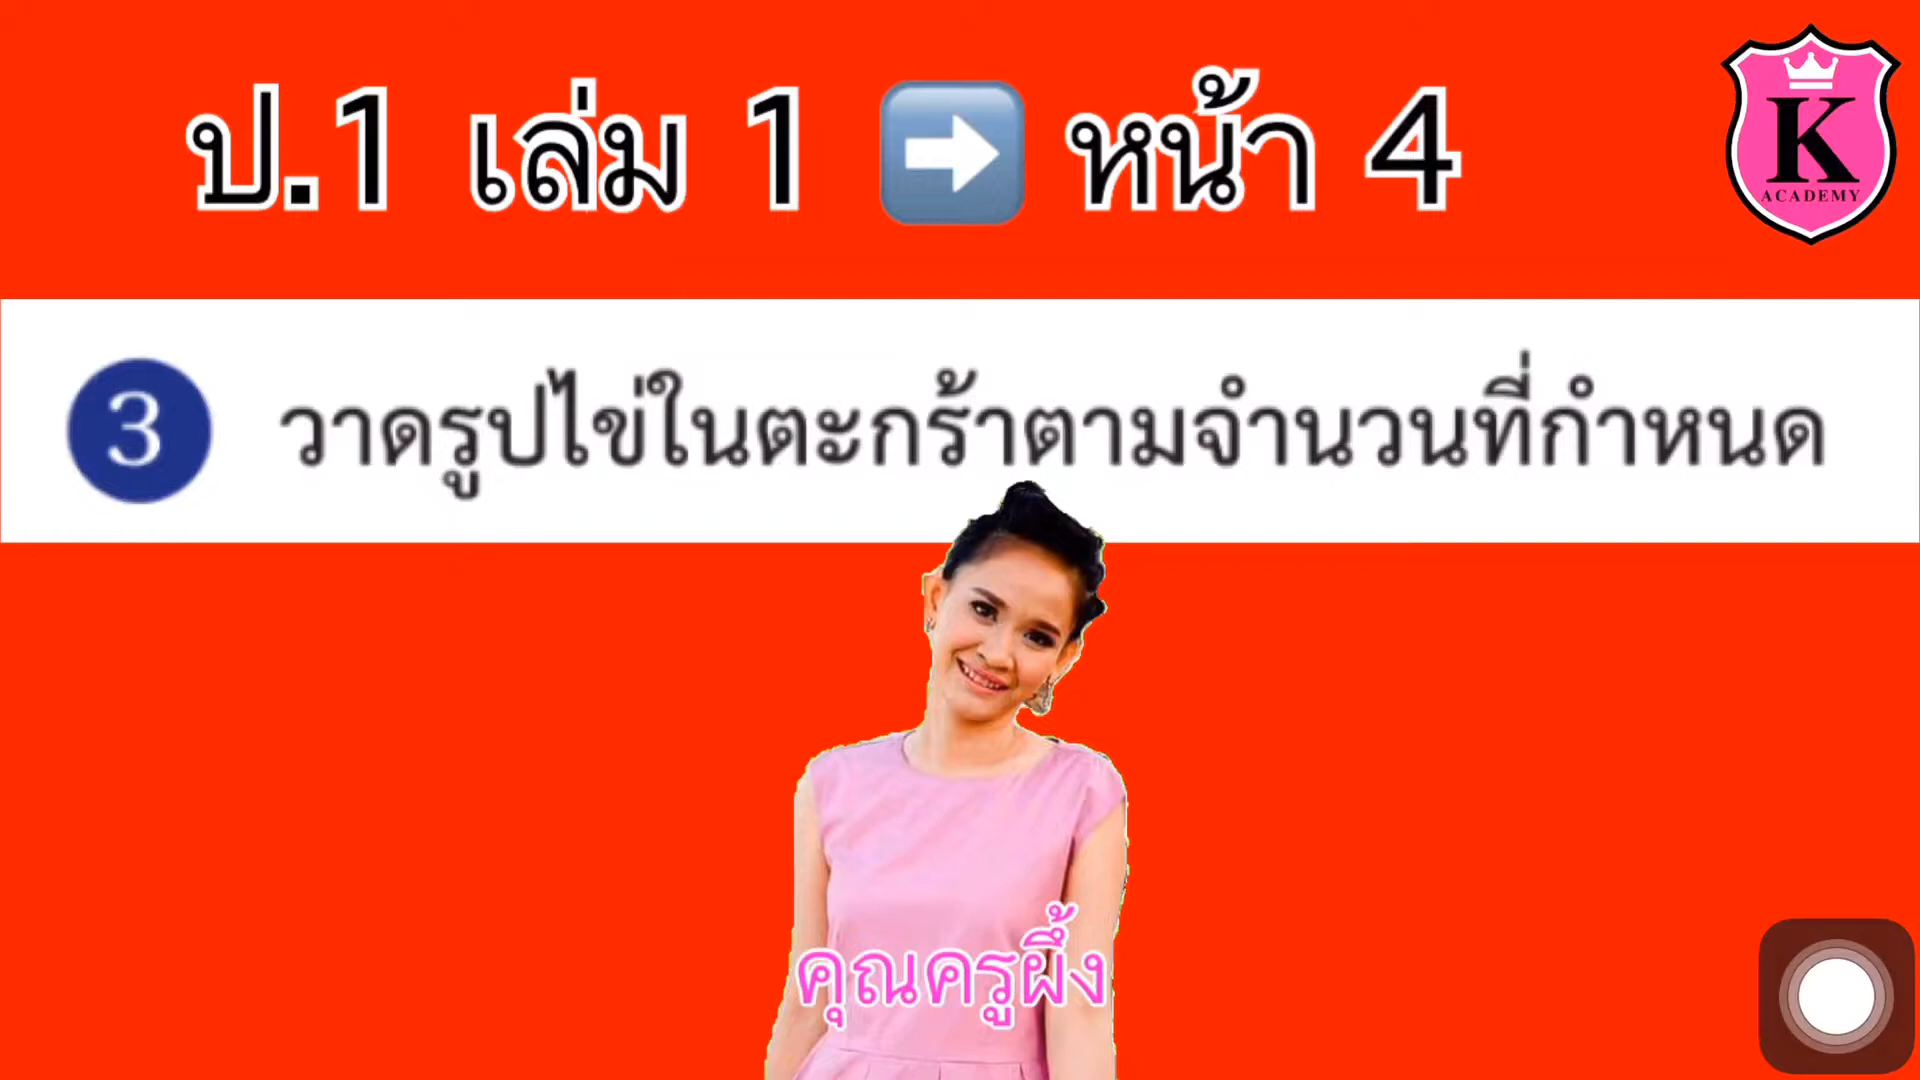 ป.1 เล่ม 1 ➡ หน้า 4
K
ACADEMY
3 วาดรูปไข่ในตะกร้าตามจำนวนที่กำหนด
คุณครูผึ้ง